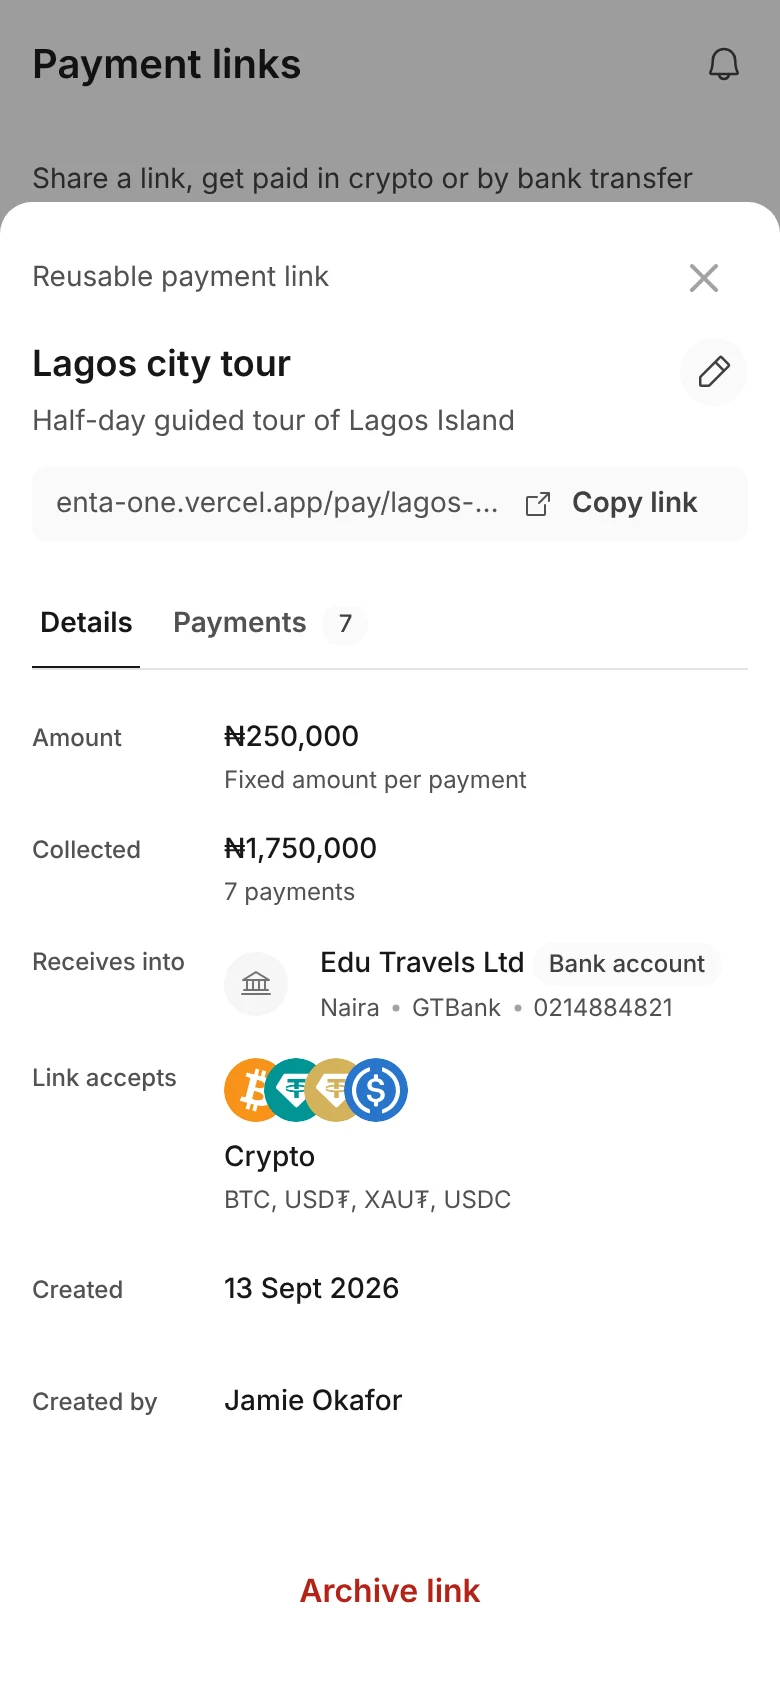 Payment links
Share a link, get paid in crypto or by bank transfer
Reusable payment link
Lagos city tour
Half-day guided tour of Lagos Island
enta-one.vercel.app/pay/lagos-... Copy link
Details Payments 7
Amount ₦250,000
Fixed amount per payment
Collected ₦1,750,000
7 payments
Receives into Edu Travels Ltd Bank account
Naira • GTBank • 0214884821
Link accepts
Crypto
BTC, USD₮, XAU₮, USDC
Created 13 Sept 2026
Created by Jamie Okafor
Archive link